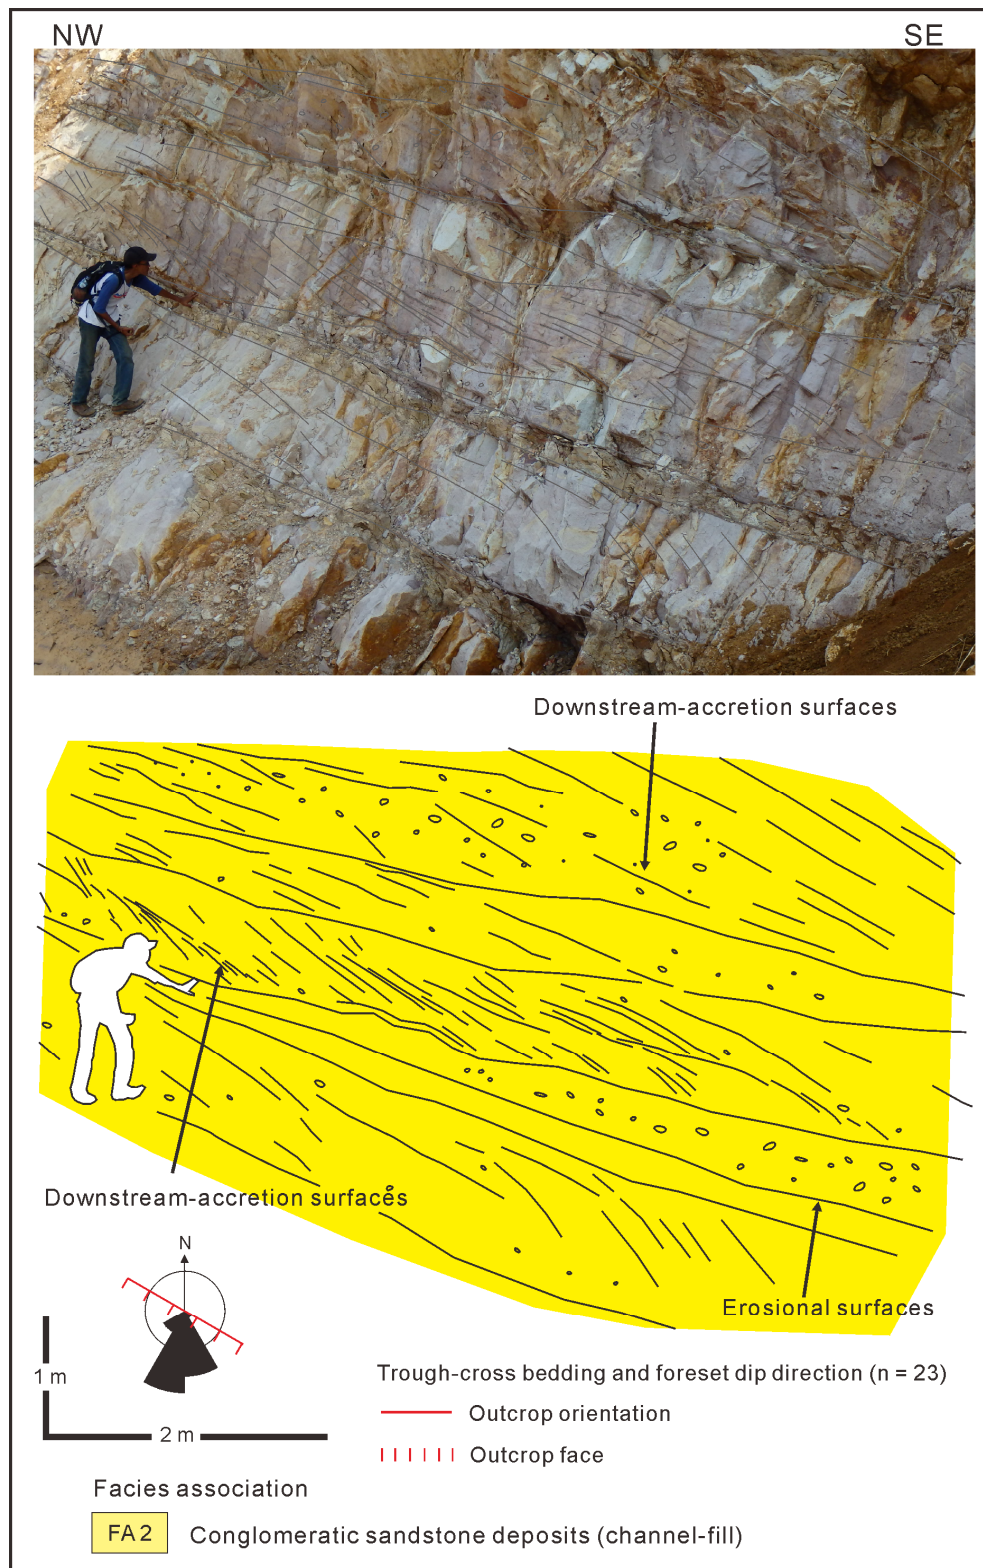 NW SE
Downstream-accretion surfaces
Downstream-accretion surfaces
N
Erosional surfaces
1 m
Trough-cross bedding and foreset dip direction (n = 23)
Outcrop orientation
2 m
Outcrop face
Facies association
FA 2 Conglomeratic sandstone deposits (channel-fill)